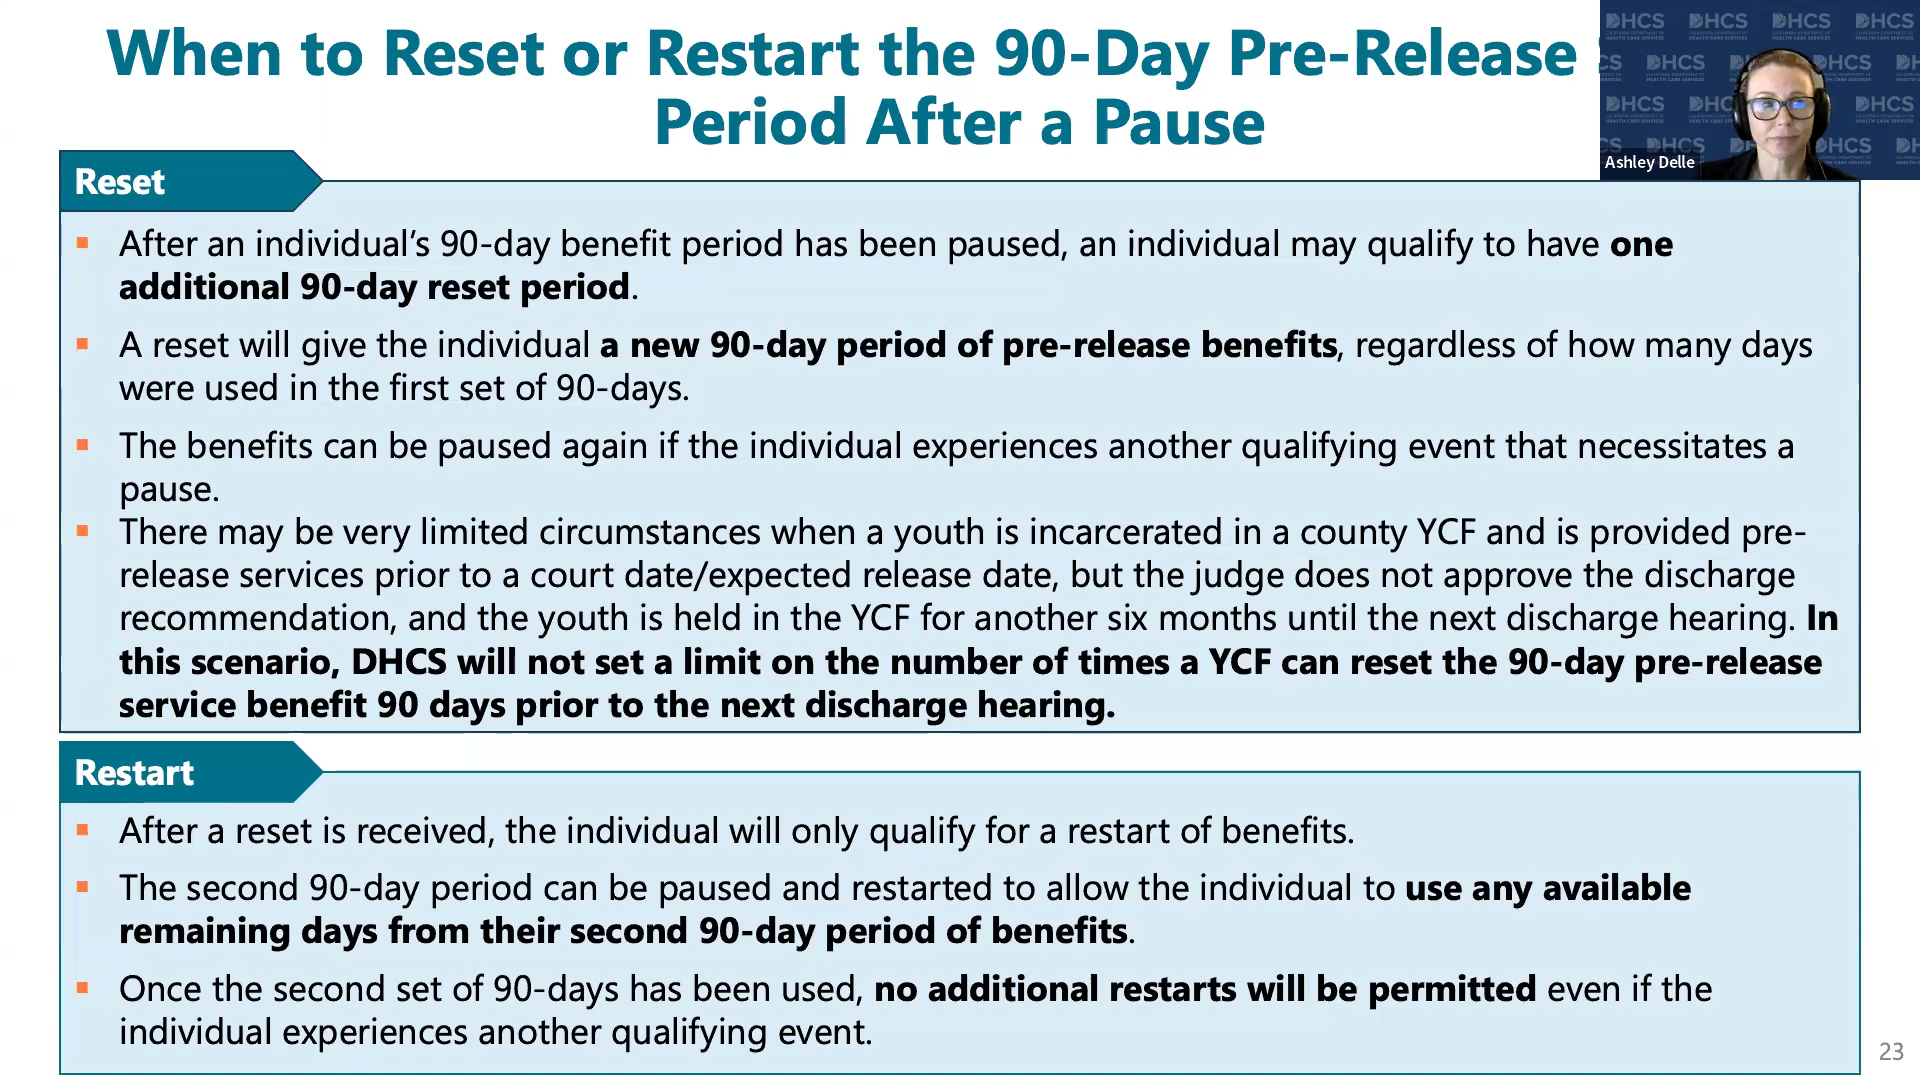 When to Reset or Restart the 90-Day Pre-Release
Period After a Pause
DHCS
Ashley Delle
Reset
▪ After an individual’s 90-day benefit period has been paused, an individual may qualify to have one
additional 90-day reset period.
▪ A reset will give the individual a new 90-day period of pre-release benefits, regardless of how many days
were used in the first set of 90-days.
▪ The benefits can be paused again if the individual experiences another qualifying event that necessitates a
pause.
▪ There may be very limited circumstances when a youth is incarcerated in a county YCF and is provided pre-
release services prior to a court date/expected release date, but the judge does not approve the discharge
recommendation, and the youth is held in the YCF for another six months until the next discharge hearing. In
this scenario, DHCS will not set a limit on the number of times a YCF can reset the 90-day pre-release
service benefit 90 days prior to the next discharge hearing.
Restart
▪ After a reset is received, the individual will only qualify for a restart of benefits.
▪ The second 90-day period can be paused and restarted to allow the individual to use any available
remaining days from their second 90-day period of benefits.
▪ Once the second set of 90-days has been used, no additional restarts will be permitted even if the
individual experiences another qualifying event.
23